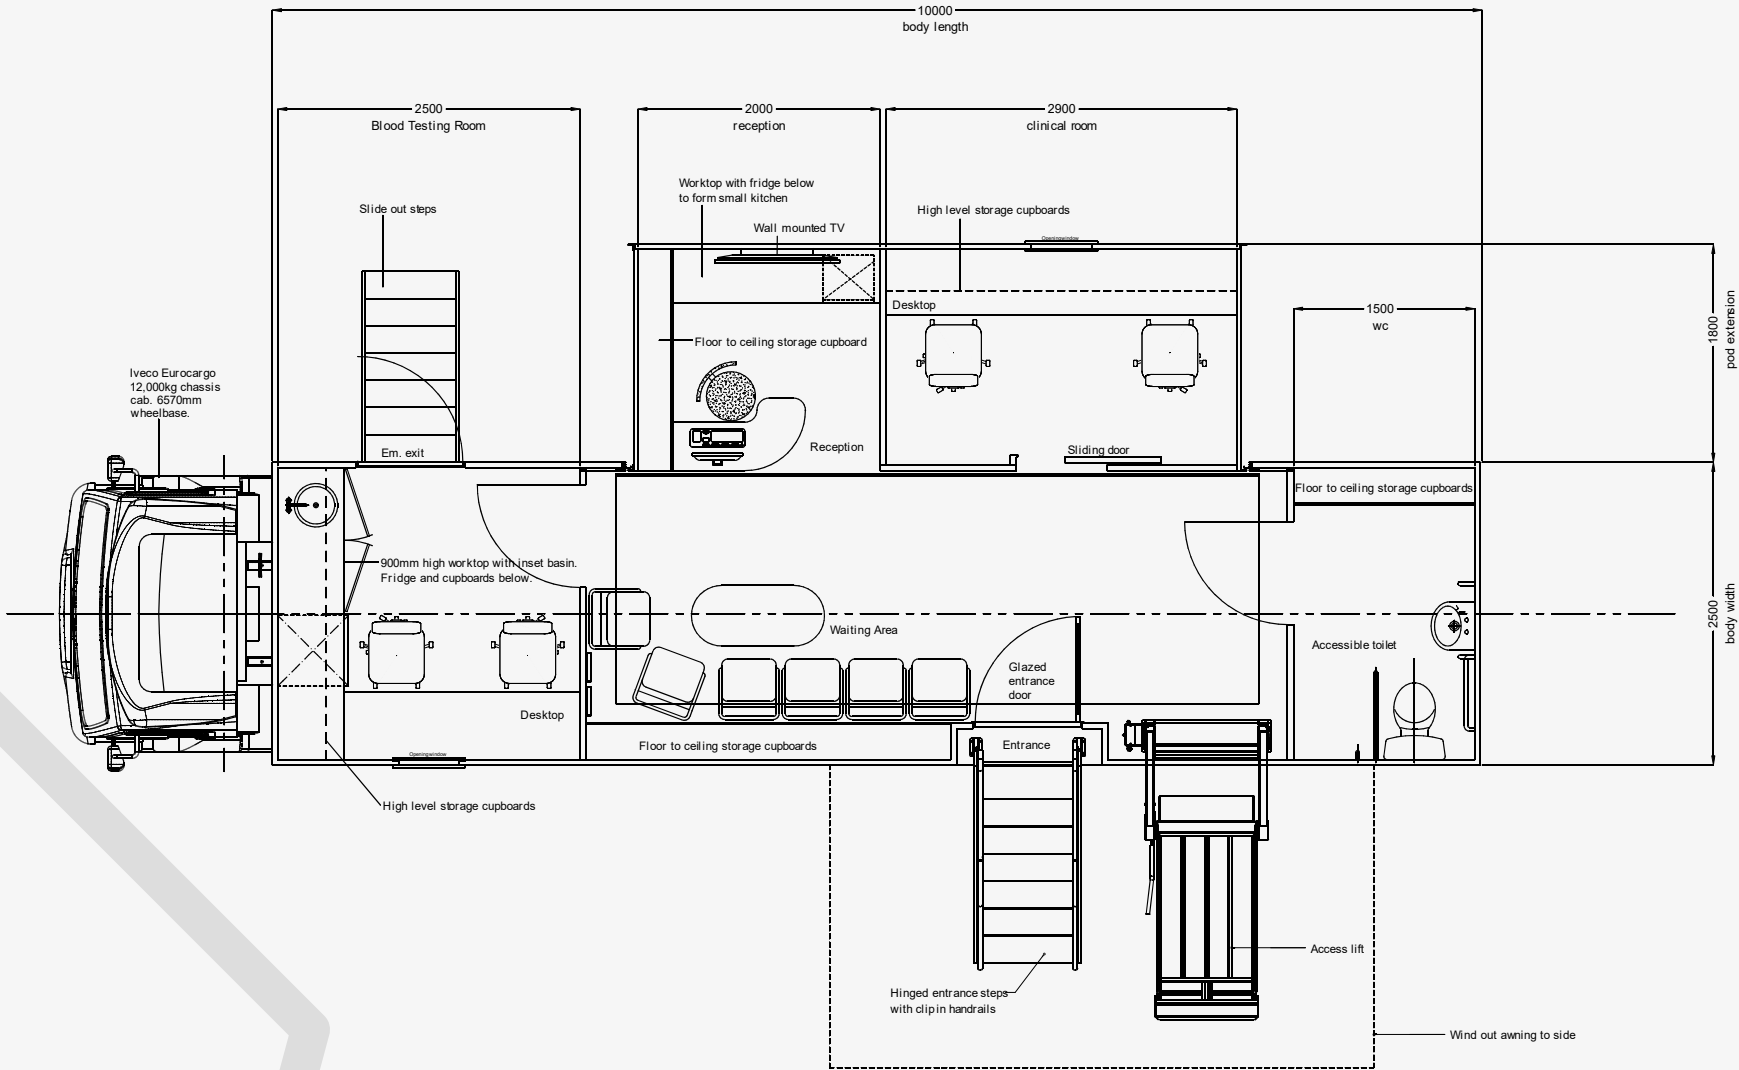 10000
body length
2500
Blood Testing Room
2000
reception
2900
clinical room
Worktop with fridge below
to form small kitchen
Slide out steps
High level storage cupboards
Wall mounted TV
Opening window
Desktop
1500
wc
1800
pod extension
Floor to ceiling storage cupboard
Iveco Eurocargo
12,000kg chassis
cab. 6570mm
wheelbase.
Em. exit
Reception
Sliding door
Floor to ceiling storage cupboards
900mm high worktop with inset basin.
Fridge and cupboards below.
2500
body width
Waiting Area
Accessible toilet
Glazed
entrance
door
Desktop
Floor to ceiling storage cupboards
Entrance
Opening window
High level storage cupboards
Access lift
Hinged entrance steps
with clip in handrails
Wind out awning to side